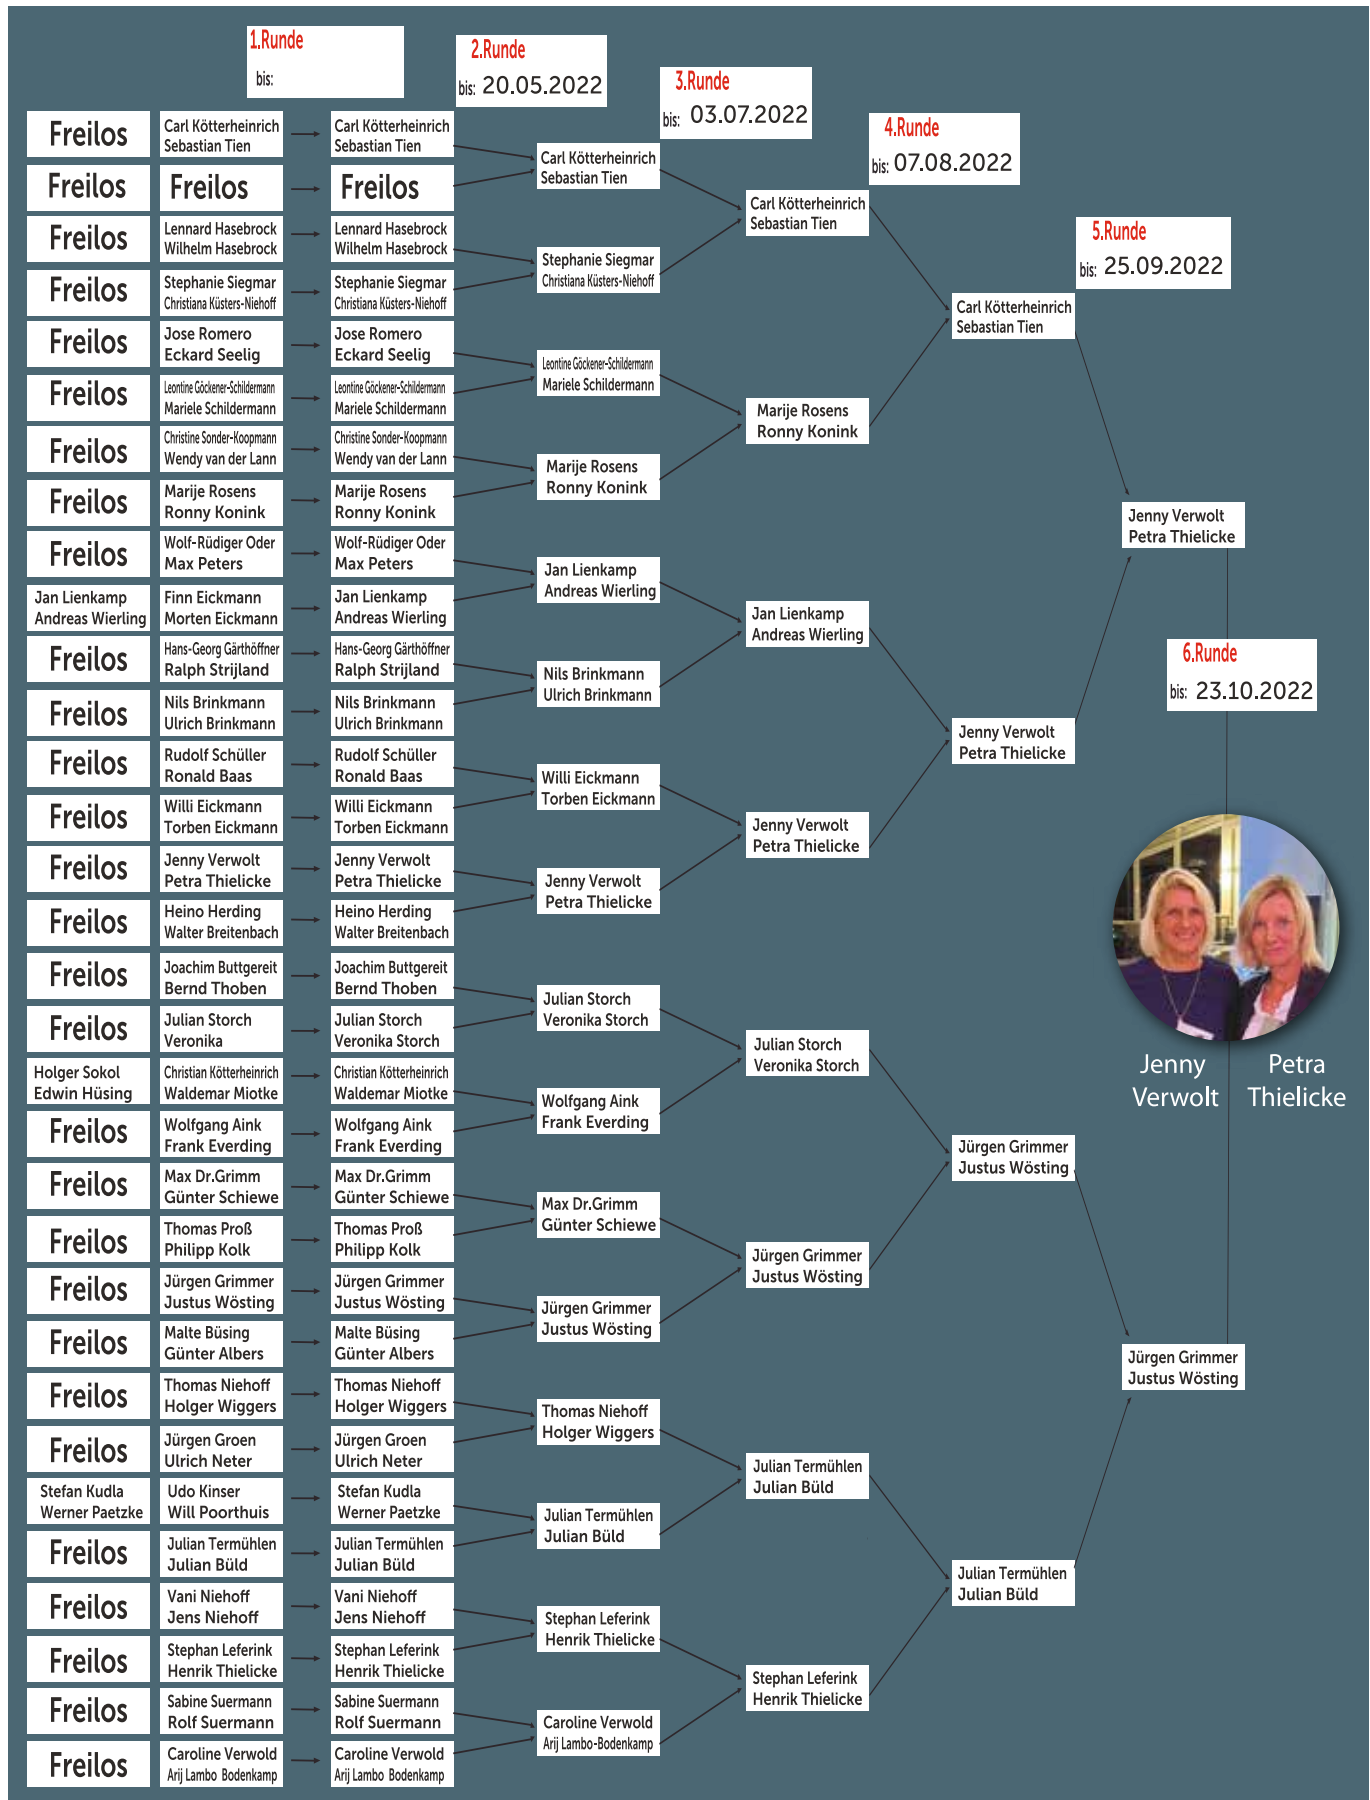 1.Runde
bis:
2.Runde
bis: 20.05.2022
3.Runde
bis: 03.07.2022
4.Runde
bis: 07.08.2022
5.Runde
bis: 25.09.2022
6.Runde
bis: 23.10.2022
Freilos
Freilos
Freilos
Freilos
Freilos
Freilos
Freilos
Freilos
Freilos
Jan Lienkamp
Andreas Wierling
Freilos
Freilos
Freilos
Freilos
Freilos
Freilos
Freilos
Freilos
Holger Sokol
Edwin Hüsing
Freilos
Freilos
Freilos
Freilos
Freilos
Freilos
Freilos
Stefan Kudla
Werner Paetzke
Freilos
Freilos
Freilos
Freilos
Freilos
Carl Kötterheinrich
Sebastian Tien
Freilos
Lennard Hasebrock
Wilhelm Hasebrock
Stephanie Siegmar
Christiana Küsters-Niehoff
Jose Romero
Eckard Seelig
Leontine Göckener-Schildermann
Mariele Schildermann
Christine Sonder-Koopmann
Wendy van der Lann
Marije Rosens
Ronny Konink
Wolf-Rüdiger Oder
Max Peters
Finn Eickmann
Morten Eickmann
Hans-Georg Gärthöffner
Ralph Strijland
Nils Brinkmann
Ulrich Brinkmann
Rudolf Schüller
Ronald Baas
Willi Eickmann
Torben Eickmann
Jenny Verwolt
Petra Thielicke
Heino Herding
Walter Breitenbach
Joachim Buttgereit
Bernd Thoben
Julian Storch
Veronika
Christian Kötterheinrich
Waldemar Miotke
Wolfgang Aink
Frank Everding
Max Dr.Grimm
Günter Schiewe
Thomas Proß
Philipp Kolk
Jürgen Grimmer
Justus Wösting
Malte Büsing
Günter Albers
Thomas Niehoff
Holger Wiggers
Jürgen Groen
Ulrich Neter
Udo Kinser
Will Poorthuis
Julian Termühlen
Julian Büld
Vani Niehoff
Jens Niehoff
Stephan Leferink
Henrik Thielicke
Sabine Suermann
Rolf Suermann
Caroline Verwold
Arij Lambo Bodenkamp
Carl Kötterheinrich
Sebastian Tien
Freilos
Lennard Hasebrock
Wilhelm Hasebrock
Stephanie Siegmar
Christiana Küsters-Niehoff
Jose Romero
Eckard Seelig
Leontine Göckener-Schildermann
Mariele Schildermann
Christine Sonder-Koopmann
Wendy van der Lann
Marije Rosens
Ronny Konink
Wolf-Rüdiger Oder
Max Peters
Jan Lienkamp
Andreas Wierling
Hans-Georg Gärthöffner
Ralph Strijland
Nils Brinkmann
Ulrich Brinkmann
Rudolf Schüller
Ronald Baas
Willi Eickmann
Torben Eickmann
Jenny Verwolt
Petra Thielicke
Heino Herding
Walter Breitenbach
Joachim Buttgereit
Bernd Thoben
Julian Storch
Veronika Storch
Christian Kötterheinrich
Waldemar Miotke
Wolfgang Aink
Frank Everding
Max Dr.Grimm
Günter Schiewe
Thomas Proß
Philipp Kolk
Jürgen Grimmer
Justus Wösting
Malte Büsing
Günter Albers
Thomas Niehoff
Holger Wiggers
Jürgen Groen
Ulrich Neter
Stefan Kudla
Werner Paetzke
Julian Termühlen
Julian Büld
Vani Niehoff
Jens Niehoff
Stephan Leferink
Henrik Thielicke
Sabine Suermann
Rolf Suermann
Caroline Verwold
Arij Lambo Bodenkamp
Carl Kötterheinrich
Sebastian Tien
Stephanie Siegmar
Christiana Küsters-Niehoff
Leontine Göckener-Schildermann
Mariele Schildermann
Marije Rosens
Ronny Konink
Jan Lienkamp
Andreas Wierling
Nils Brinkmann
Ulrich Brinkmann
Willi Eickmann
Torben Eickmann
Jenny Verwolt
Petra Thielicke
Julian Storch
Veronika Storch
Wolfgang Aink
Frank Everding
Max Dr.Grimm
Günter Schiewe
Jürgen Grimmer
Justus Wösting
Thomas Niehoff
Holger Wiggers
Julian Termühlen
Julian Büld
Stephan Leferink
Henrik Thielicke
Caroline Verwold
Arij Lambo-Bodenkamp
Carl Kötterheinrich
Sebastian Tien
Marije Rosens
Ronny Konink
Jan Lienkamp
Andreas Wierling
Jenny Verwolt
Petra Thielicke
Julian Storch
Veronika Storch
Jürgen Grimmer
Justus Wösting
Julian Termühlen
Julian Büld
Stephan Leferink
Henrik Thielicke
Carl Kötterheinrich
Sebastian Tien
Jenny Verwolt
Petra Thielicke
Jürgen Grimmer
Justus Wösting
Julian Termühlen
Julian Büld
Jenny Verwolt
Petra Thielicke
Jürgen Grimmer
Justus Wösting
Jenny Petra
Verwolt Thielicke